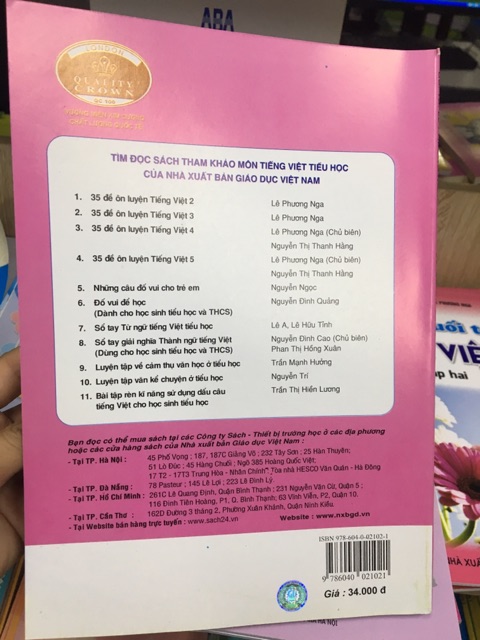 ABA
LONDON
QUALITY
CROWN
TÌM ĐỌC SÁCH THAM KHẢO MÔN TIẾNG VIỆT TIỂU HỌC
CỦA NHÀ XUẤT BẢN GIÁO DỤC VIỆT NAM
1. 35 đề ôn luyện Tiếng Việt 2 Lê Phương Nga
2. 35 đề ôn luyện Tiếng Việt 3 Lê Phương Nga
3. 35 đề ôn luyện Tiếng Việt 4 Lê Phương Nga (Chủ biên)
Nguyễn Thị Thanh Hằng
4. 35 đề ôn luyện Tiếng Việt 5 Lê Phương Nga (Chủ biên)
Nguyễn Thị Thanh Hằng
5. Những câu đố vui cho trẻ em Nguyễn Ngọc
6. Đố vui để học Nguyễn Đình Quảng
(Dành cho học sinh tiểu học và THCS)
7. Sổ tay Từ ngữ tiếng Việt tiểu học Lê A, Lê Hữu Tỉnh
8. Sổ tay giải nghĩa Thành ngữ tiếng Việt Nguyễn Đình Cao (Chủ biên)
(Dùng cho học sinh tiểu học và THCS) Phan Thị Hồng Xuân
9. Luyện tập về cảm thụ văn học ở tiểu học Trần Mạnh Hưởng
10. Luyện tập văn kể chuyện ở tiểu học Nguyễn Trí
11. Bài tập rèn kĩ năng sử dụng dấu câu Trần Thị Hiền Lương
tiếng Việt cho học sinh tiểu học
Bạn đọc có thể mua sách tại các Công ty Sách - Thiết bị trường học ở các địa phương
hoặc các cửa hàng sách của Nhà xuất bản Giáo dục Việt Nam :
- Tại TP. Hà Nội : 45 Phố Vọng ; 187, 187C Giảng Võ ; 232 Tây Sơn ; 25 Hàn Thuyên;
51 Lò Đúc ; 45 Hàng Chuối ; Ngõ 385 Hoàng Quốc Việt;
17 T2 - 17T3 Trung Hòa - Nhân Chính ; Tòa nhà HESCO Văn Quán - Hà Đông
- Tại TP. Đà Nẵng : 78 Pasteur ; 145 Lê Lợi ; 223 Lê Đình Lý.
- Tại TP. Hồ Chí Minh : 261C Lê Quang Định, Quận Bình Thạnh ; 231 Nguyễn Văn Cừ, Quận 5 ;
116 Đinh Tiên Hoàng, P1, Q. Bình Thạnh; 63 Vĩnh Viễn, P2, Quận 10.
- Tại TP. Cần Thơ : 162D Đường 3 tháng 2, Phường Xuân Khánh, Quận Ninh Kiều.
- Tại Website bán hàng trực tuyến : www.sach24.vn Website : www.nxbgd.vn
ISBN 978-604-0-02102-1
9 786040 021021
Giá : 34.000 đ
uối t
VIỆ
ập hai
NHÀ XUẤT